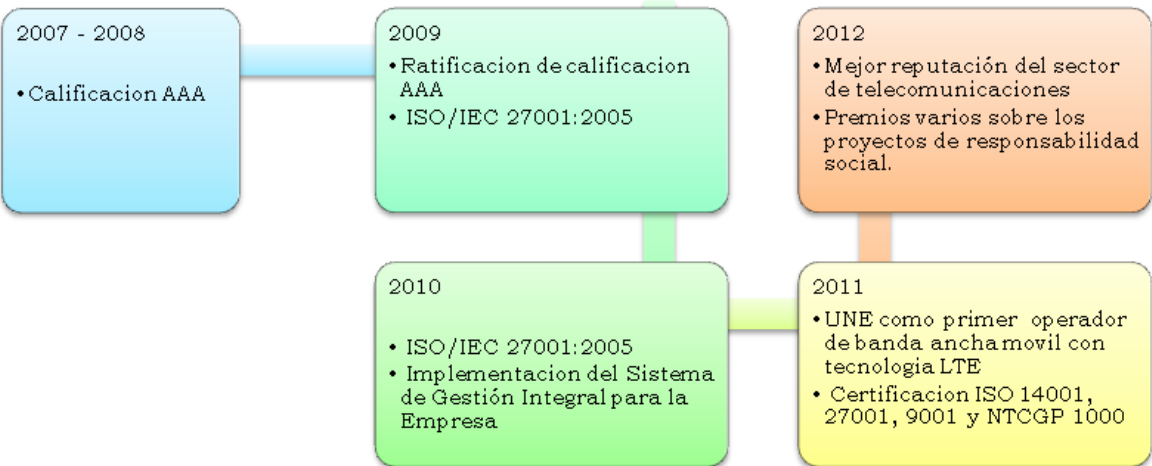 2007 - 2008
•Calificacion AAA
2009
•Ratificacion de calificacion
AAA
• ISO/IEC 27001:2005
2010
• ISO/IEC 27001:2005
• Implementacion del Sistema
de Gestión Integral para la
Empresa
2011
•UNE como primer operador
de banda ancha movil con
tecnologia LTE
• Certificacion ISO 14001,
27001, 9001 y NTCGP 1000
2012
•Mejor reputación del sector
de telecomunicaciones
•Premios varios sobre los
proyectos de responsabilidad
social.